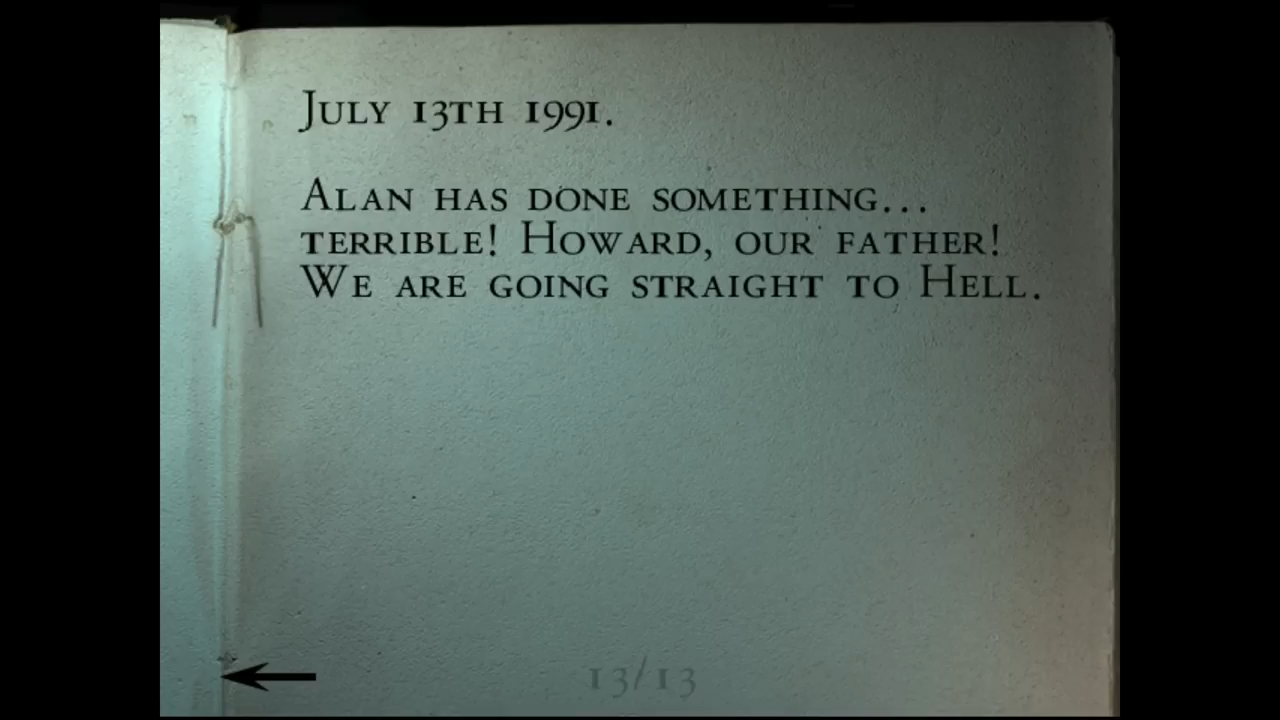 July 13th 1991.
Alan has done something...
terrible! Howard, our father!
We are going straight to Hell.
13/13